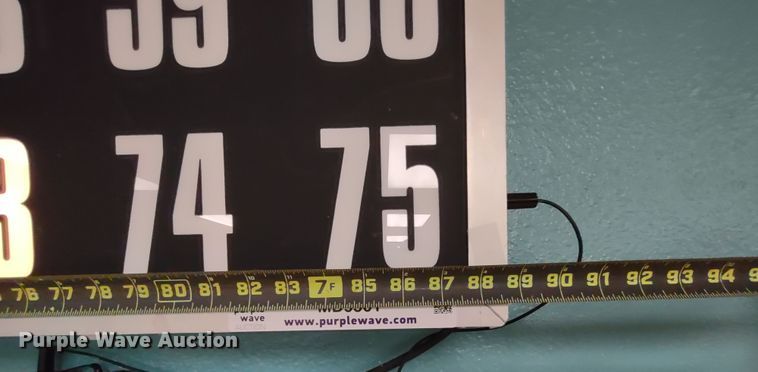 59 60
74 75
76 77 78 79 80 81 82 83 7F 85 86 87 88 89 90 91 92 93 94
wave
www.purplewave.com
Purple Wave Auction